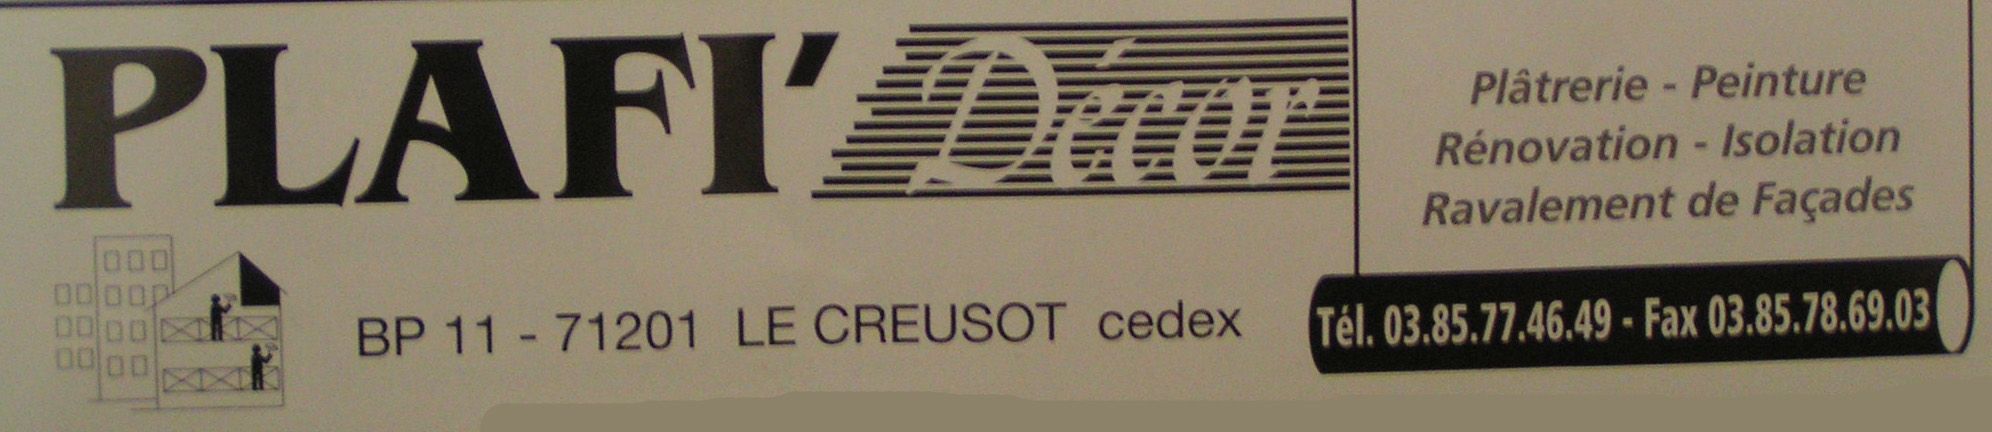 PLAFI' Décor
Plâtrerie - Peinture
Rénovation - Isolation
Ravalement de Façades
BP 11 - 71201 LE CREUSOT cedex
Tél. 03.85.77.46.49 - Fax 03.85.78.69.03